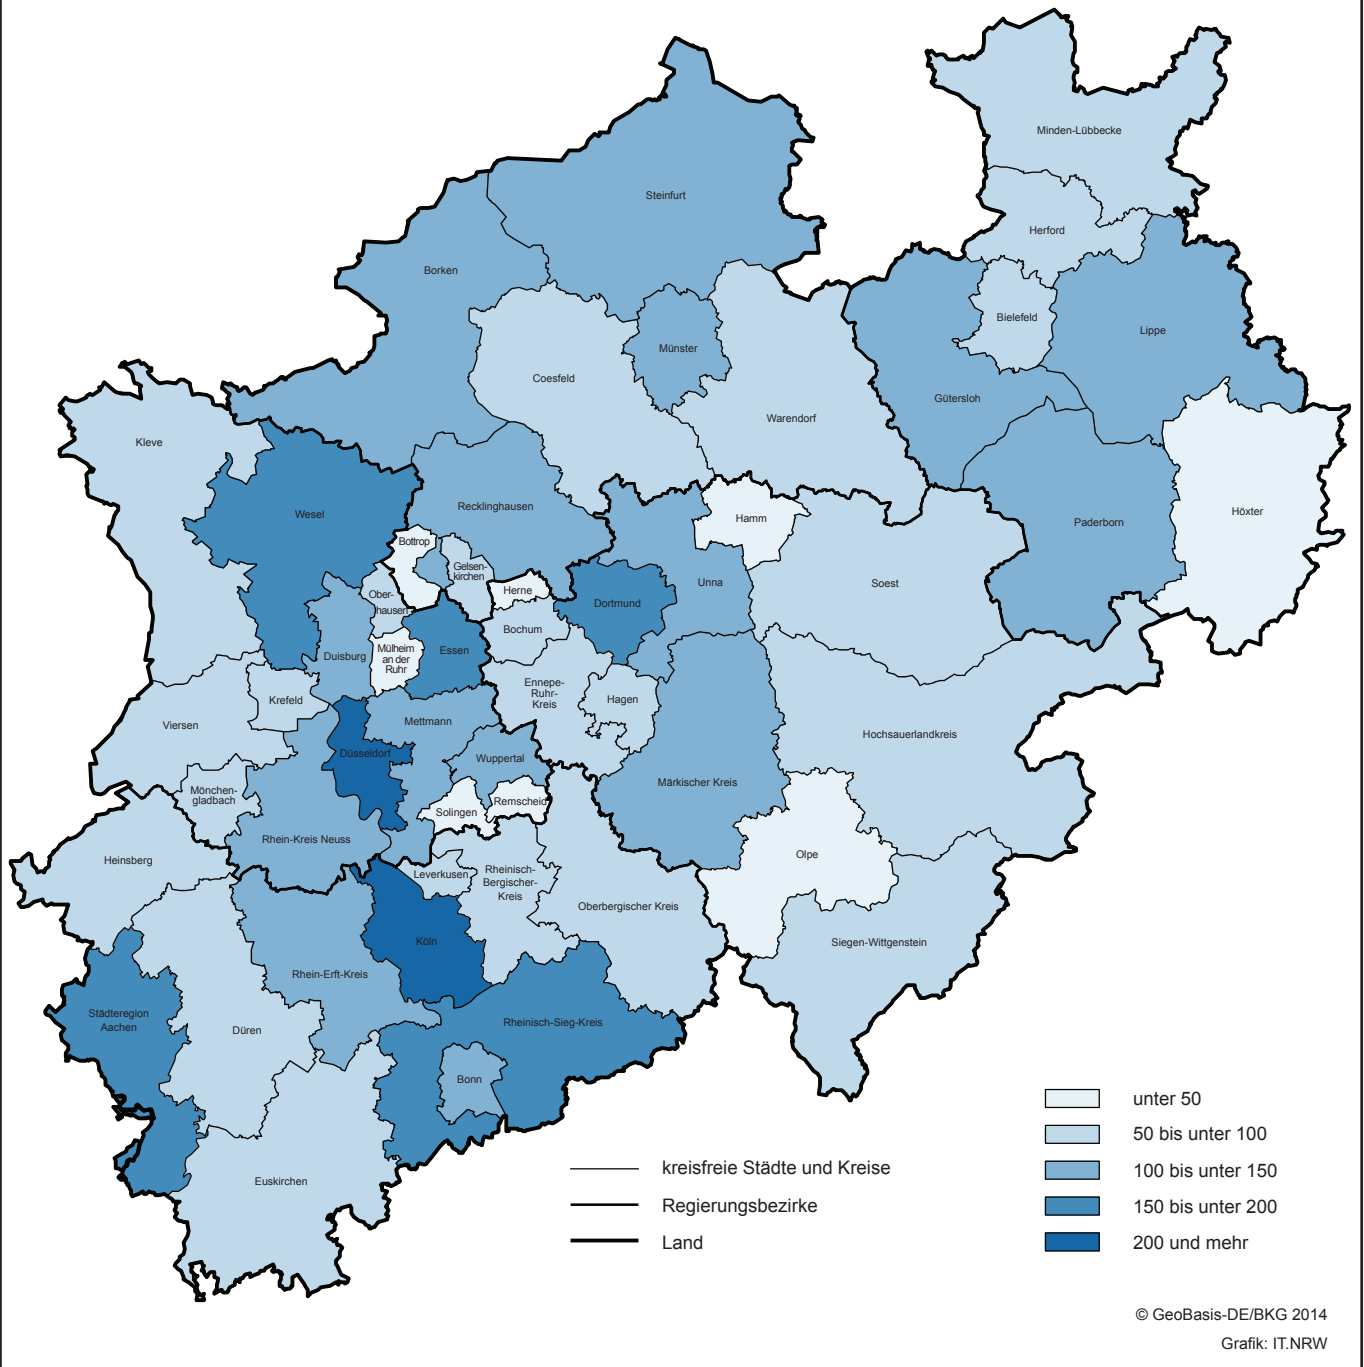 Minden-Lübbecke
Steinfurt
Herford
Borken
Bielefeld
Lippe
Münster
Coesfeld
Gütersloh
Warendorf
Kleve
Recklinghausen
Wesel
Hamm
Höxter
Paderborn
Bottrop
Gelsen-
kirchen
Unna
Soest
Herne
Ober-
hausen
Dortmund
Bochum
Mülheim
an der
Ruhr
Essen
Duisburg
Ennepe-
Ruhr-
Kreis
Hagen
Krefeld
Viersen
Mettmann
Hochsauerlandkreis
Düsseldorf
Wuppertal
Märkischer Kreis
Mönchen-
gladbach
Remscheid
Solingen
Rhein-Kreis Neuss
Olpe
Heinsberg
Leverkusen
Rheinisch-
Bergischer-
Kreis
Oberbergischer Kreis
Köln
Siegen-Wittgenstein
Rhein-Erft-Kreis
Städteregion
Aachen
Rheinisch-Sieg-Kreis
Düren
Bonn
Euskirchen
kreisfreie Städte und Kreise
Regierungsbezirke
Land
unter 50
50 bis unter 100
100 bis unter 150
150 bis unter 200
200 und mehr
© GeoBasis-DE/BKG 2014
Grafik: IT.NRW